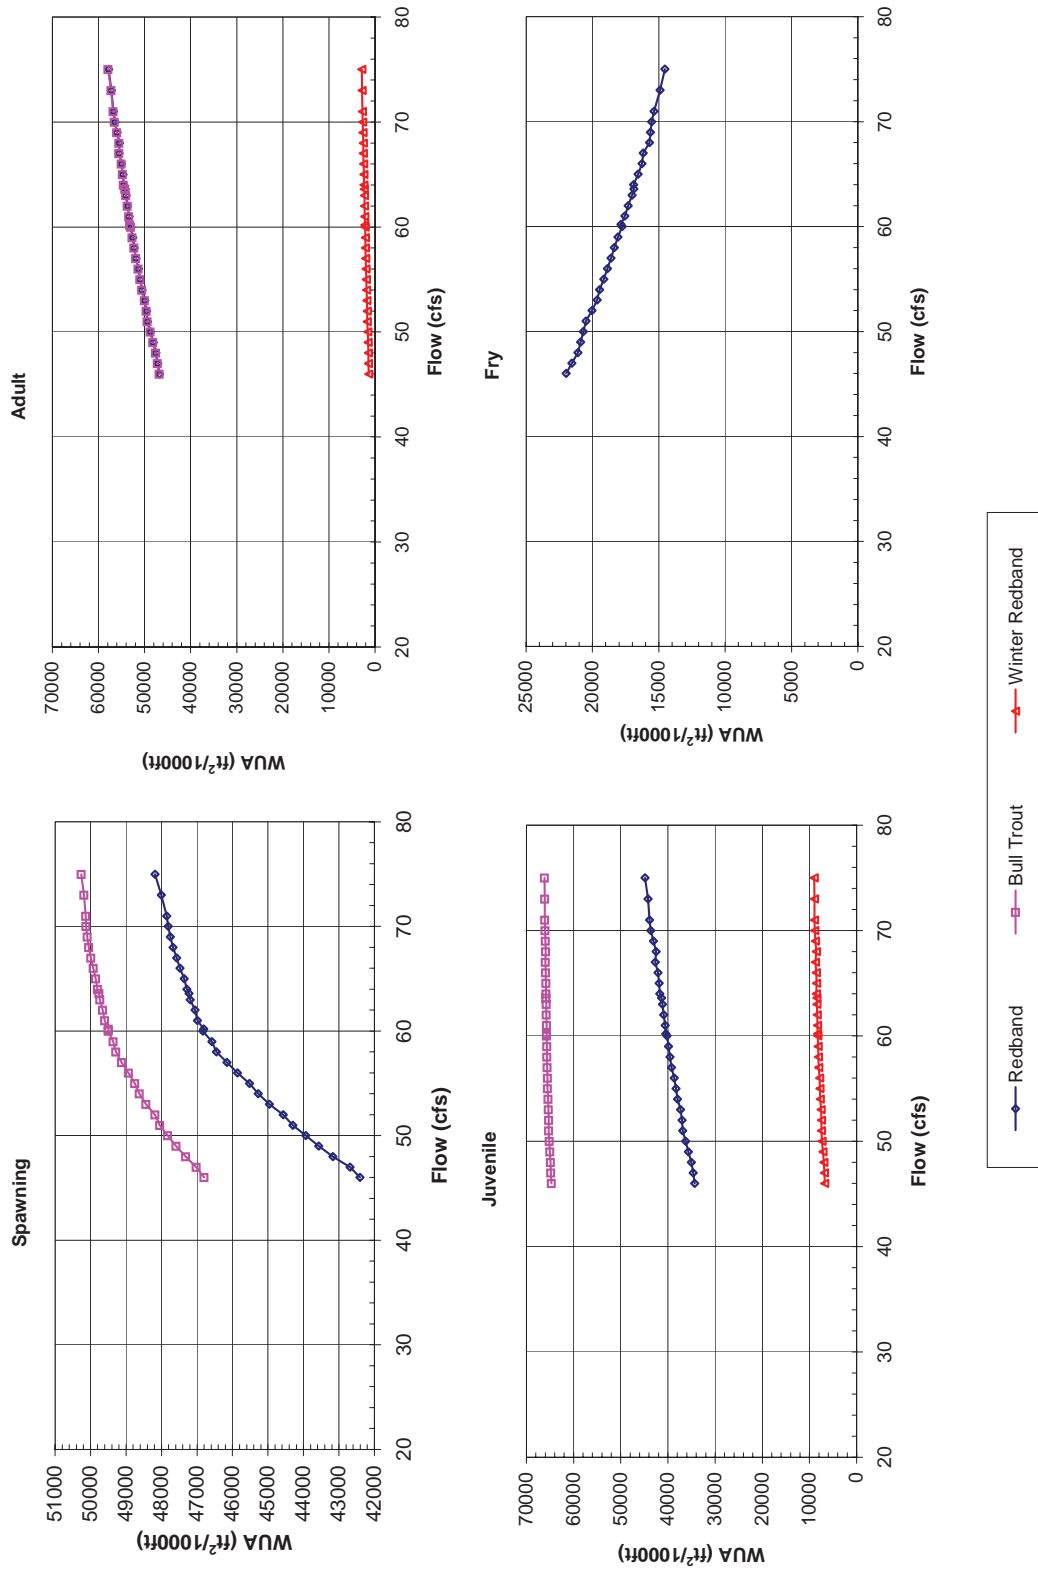 Spawning
WUA (ft²/1000ft)
51000
50000
49000
48000
47000
46000
45000
44000
43000
42000
20 30 40 50 60 70 80
Flow (cfs)
Adult
WUA (ft²/1000ft)
70000
60000
50000
40000
30000
20000
10000
0
20 30 40 50 60 70 80
Flow (cfs)
Juvenile
WUA (ft²/1000ft)
70000
60000
50000
40000
30000
20000
10000
0
20 30 40 50 60 70 80
Flow (cfs)
Fry
WUA (ft²/1000ft)
25000
20000
15000
10000
5000
0
20 30 40 50 60 70 80
Flow (cfs)
Redband Bull Trout Winter Redband